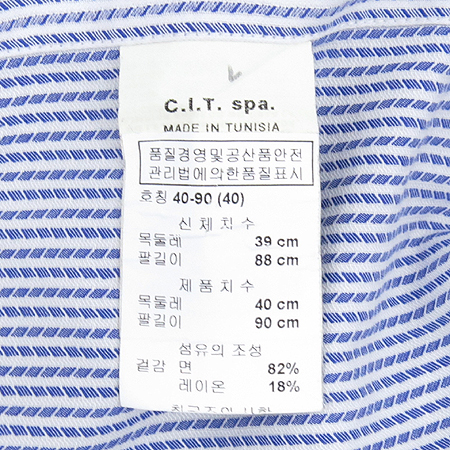 C.I.T. spa.
MADE IN TUNISIA
품질경영및공산품안전
관리법에의한품질표시
호칭 40-90 (40)
신체치수
목둘레 39 cm
팔길이 88 cm
제품치수
목둘레 40 cm
팔길이 90 cm
섬유의 조성
겉감 면 82%
레이온 18%